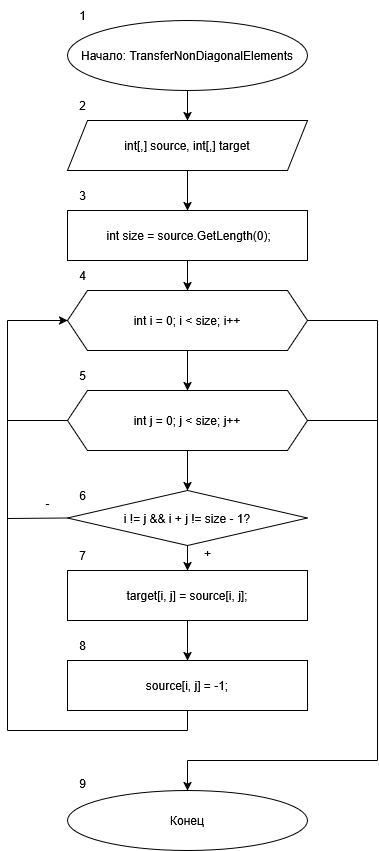 1
Начало: TransferNonDiagonalElements
2
int[,] source, int[,] target
3
int size = source.GetLength(0);
4
int i = 0; i < size; i++
5
int j = 0; j < size; j++
6
-
i != j && i + j != size - 1?
+
7
target[i, j] = source[i, j];
8
source[i, j] = -1;
9
Конец